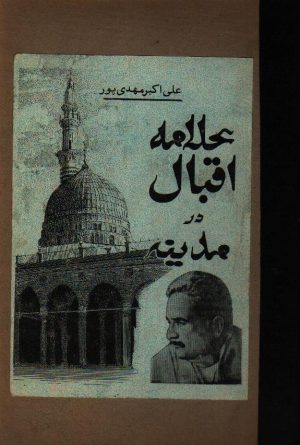 علی اکبر مهدی پور
علامه
اقبال
در
مدینه